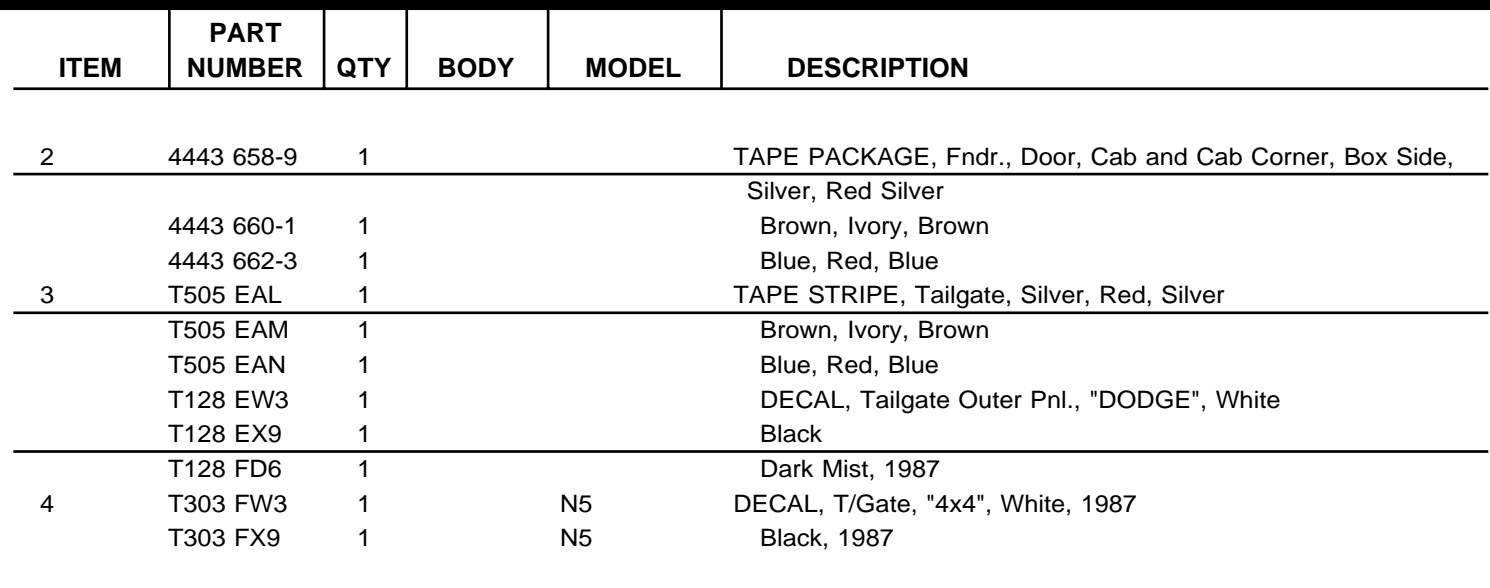 PART
ITEM NUMBER QTY BODY MODEL DESCRIPTION
2 4443 658-9 1 TAPE PACKAGE, Fndr., Door, Cab and Cab Corner, Box Side,
Silver, Red Silver
4443 660-1 1 Brown, Ivory, Brown
4443 662-3 1 Blue, Red, Blue
3 T505 EAL 1 TAPE STRIPE, Tailgate, Silver, Red, Silver
T505 EAM 1 Brown, Ivory, Brown
T505 EAN 1 Blue, Red, Blue
T128 EW3 1 DECAL, Tailgate Outer Pnl., "DODGE", White
T128 EX9 1 Black
T128 FD6 1 Dark Mist, 1987
4 T303 FW3 1 N5 DECAL, T/Gate, "4x4", White, 1987
T303 FX9 1 N5 Black, 1987